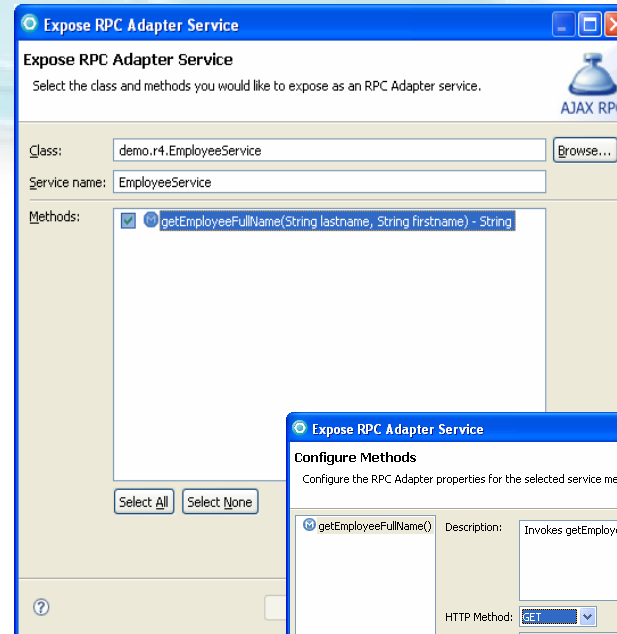 Expose RPC Adapter Service
Expose RPC Adapter Service
Select the class and methods you would like to expose as an RPC Adapter service.
AJAX RPC
Class: demo.r4.EmployeeService Browse...
Service name: EmployeeService
Methods: getEmployeeFullName(String lastname, String firstname) - String
Select All Select None
Expose RPC Adapter Service
Configure Methods
Configure the RPC Adapter properties for the selected service me
getEmployeeFullName() Description: Invokes getEmploye
HTTP Method: GET